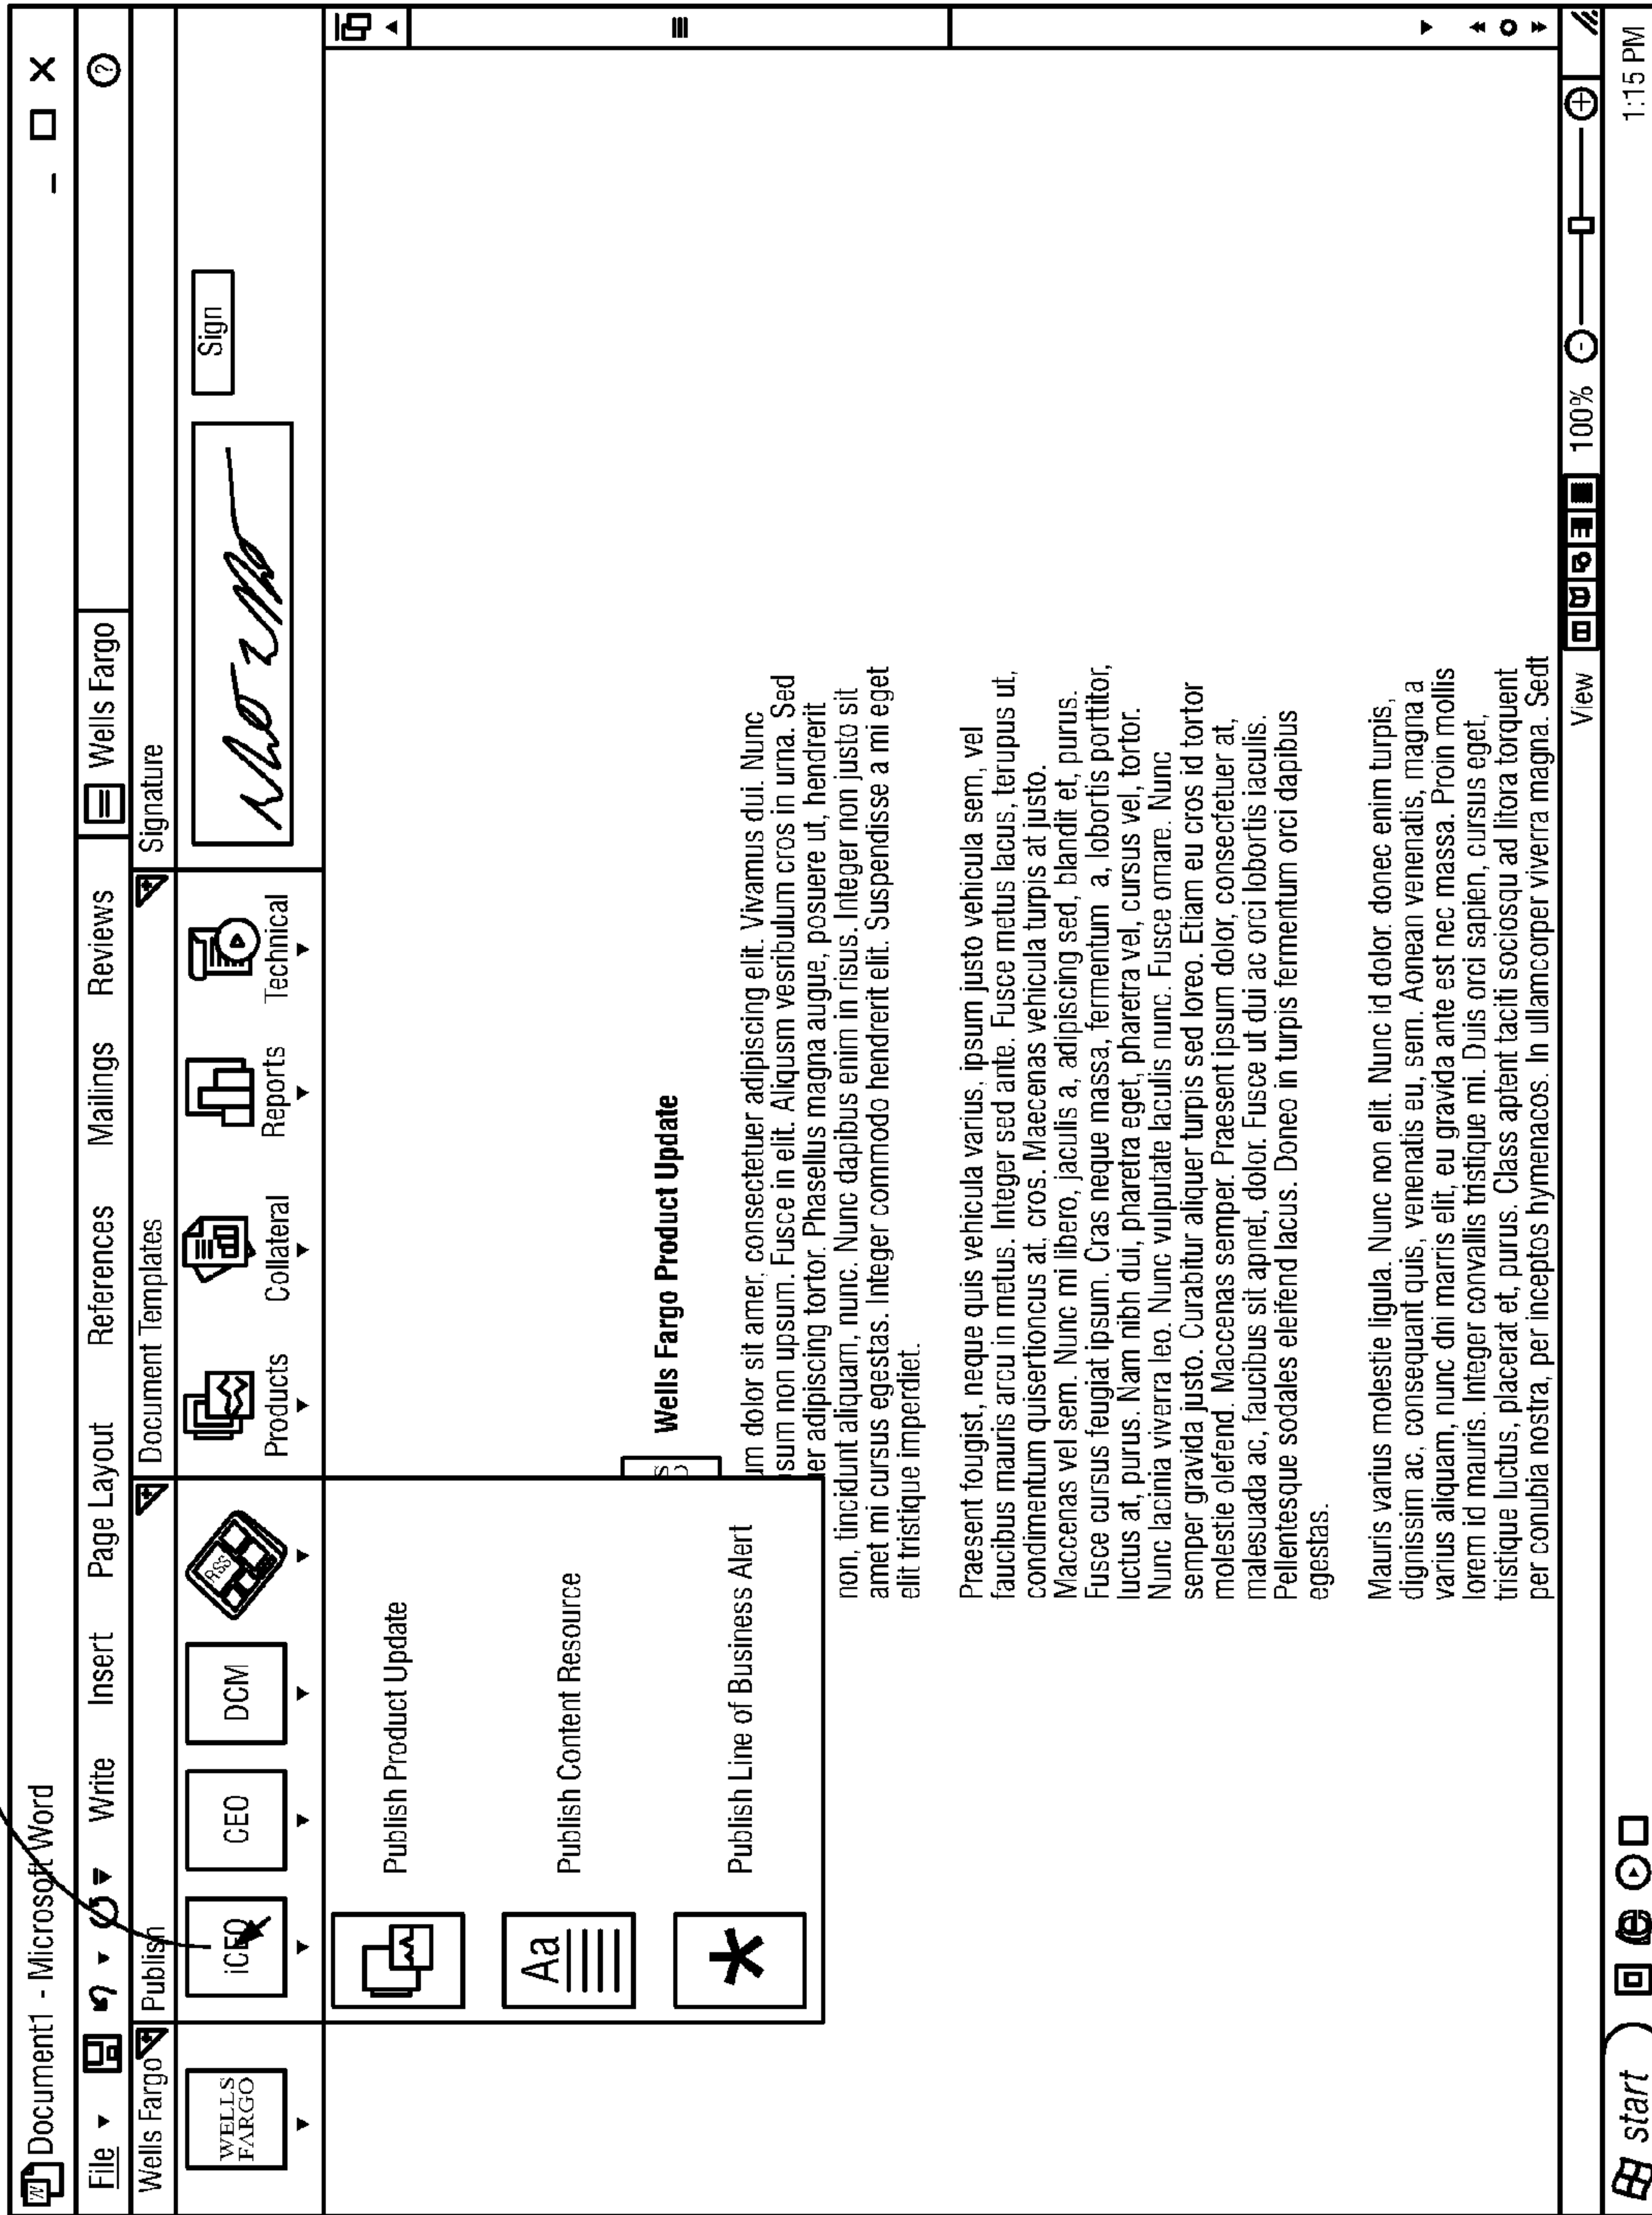 Document1 - Microsoft Word
File Write Insert Page Layout References Mailings Reviews Wells Fargo ?
Wells Fargo Publish Document Templates Signature
WELLS
FARGO
iCEO CEO DCM RSS
Products Collateral Reports Technical
Sign
Publish Product Update
Aa Publish Content Resource
Publish Line of Business Alert
Wells Fargo Product Update
um dolor sit amer, consectetuer adipiscing elit. Vivamus dui. Nunc
sum non upsum. Fusce in elit. Aliqusm vesribulum cros in urna. Sed
er adipiscing tortor. Phasellus magna augue, posuere ut, hendrerit
non, tincidunt aliquam, nunc. Nunc dapibus enim in risus. Integer non justo sit
amet mi cursus egestas. Integer commodo hendrerit elit. Suspendisse a mi eget
elit tristique imperdiet.
Praesent fougist, neque quis vehicula varius, ipsum justo vehicula sem, vel
faucibus mauris arcu in metus. Integer sed ante. Fusce metus lacus, terupus ut,
condimentum quisertioncus at, cros. Maecenas vehicula turpis at justo.
Maccenas vel sem. Nunc mi libero, jaculis a, adipiscing sed, blandit et, purus.
Fusce cursus feugiat ipsum. Cras neque massa, fermentum a, lobortis porttitor,
luctus at, purus. Nam nibh dui, pharetra eget, pharetra vel, cursus vel, tortor.
Nunc lacinia viverra leo. Nunc vulputate laculis nunc. Fusce ornare. Nunc
semper gravida justo. Curabitur aliquer turpis sed loreo. Etiam eu cros id tortor
molestie olefend. Maccenas semper. Praesent ipsum dolor, consecfetuer at,
malesuada ac, faucibus sit apnet, dolor. Fusce ut dui ac orci lobortis iaculis.
Pellentesque sodales eleifend lacus. Doneo in turpis fermentum orci dapibus
egestas.
Mauris varius molestie ligula. Nunc non elit. Nunc id dolor. donec enim turpis,
dignissim ac, consequant quis, venenatis eu, sem. Aonean venenatis, magna a
varius aliquam, nunc dni marris elit, eu gravida ante est nec massa. Proin mollis
lorem id mauris. Integer convallis tristique mi. Duis orci sapien, cursus eget,
tristique luctus, placerat et, purus. Class aptent taciti sociosqu ad litora torquent
per conubia nostra, per inceptos hymenacos. In ullamcorper viverra magna. Sedt
View 100%
start 1:15 PM